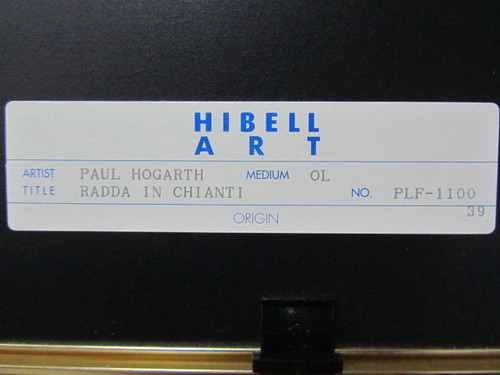 HIBELL
ART
ARTIST PAUL HOGARTH MEDIUM OL
TITLE RADDA IN CHIANTI NO. PLF-1100
39
ORIGIN